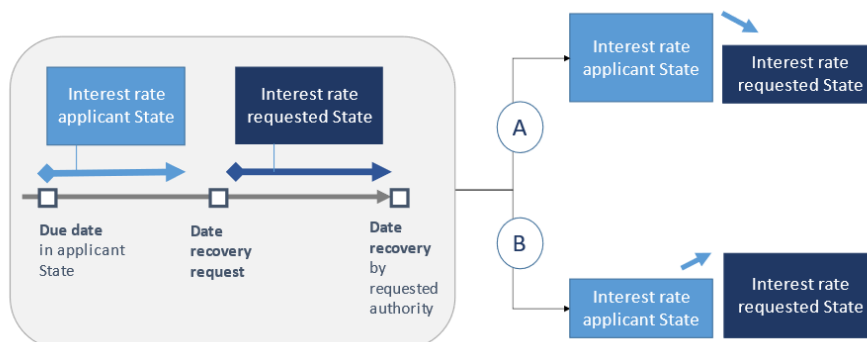 Interest rate
applicant State
Interest rate
requested State
Due date
in applicant
State
Date
recovery
request
Date
recovery
by
requested
authority
A
Interest rate
applicant State
Interest rate
requested State
B
Interest rate
applicant State
Interest rate
requested State